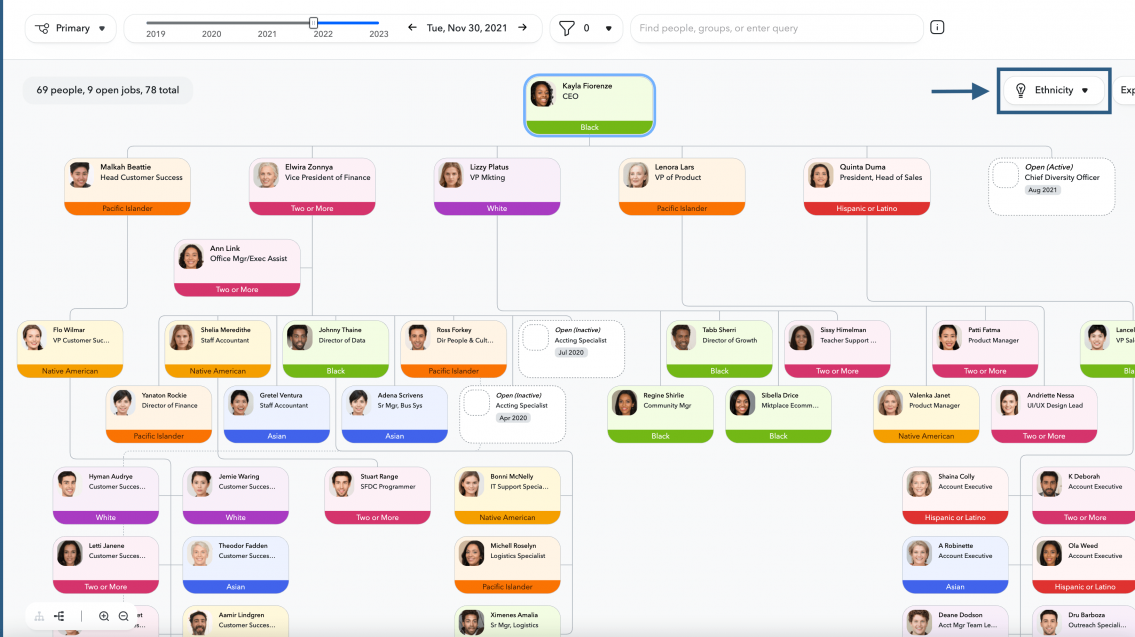 Primary
2019 2020 2021 2022 2023
Tue, Nov 30, 2021
0
Find people, groups, or enter query
69 people, 9 open jobs, 78 total
Ethnicity
Kayla Fiorenze
CEO
Black
Malkah Beattie
Head Customer Success
Pacific Islander
Elwira Zonnya
Vice President of Finance
Two or More
Lizzy Platus
VP Mkting
White
Lenora Lars
VP of Product
Pacific Islander
Quinta Duma
President, Head of Sales
Hispanic or Latino
Open (Active)
Chief Diversity Officer
Aug 2021
Ann Link
Office Mgr/Exec Assist
Two or More
Flo Wilmar
VP Customer Suc...
Native American
Shelia Meredithe
Staff Accountant
Native American
Johnny Thaine
Director of Data
Black
Ross Forkey
Dir People & Cult...
Pacific Islander
Open (Inactive)
Accting Specialist
Jul 2020
Tabb Sherri
Director of Growth
Black
Sissy Himelman
Teacher Support ...
Two or More
Patti Fatma
Product Manager
Two or More
Yanaton Rockie
Director of Finance
Pacific Islander
Gretel Ventura
Staff Accountant
Asian
Adena Scrivens
Sr Mgr, Bus Sys
Asian
Open (Inactive)
Accting Specialist
Apr 2020
Regine Shirlie
Community Mgr
Black
Sibella Drice
Mktplace Ecomm...
Black
Valenka Janet
Product Manager
Native American
Andriette Nessa
UI/UX Design Lead
Two or More
Hyman Audrye
Customer Succes...
White
Jemie Waring
Customer Succes...
White
Stuart Range
SFDC Programmer
Two or More
Bonni McNelly
IT Support Specia...
Native American
Shaina Colly
Account Executive
Hispanic or Latino
K Deborah
Account Executive
Two or More
Letti Janene
Customer Succes...
Two or More
Theodor Fadden
Customer Succes...
Asian
Michell Roselyn
Logistics Specialist
Pacific Islander
A Robinette
Account Executive
Asian
Ola Weed
Account Executive
Hispanic or Latino
Aamir Lindgren
Customer Succes...
Ximenes Amalia
Sr Mgr, Logistics
Deane Dodson
Acct Mgr Team Le...
Dru Barboza
Outreach Speciali...